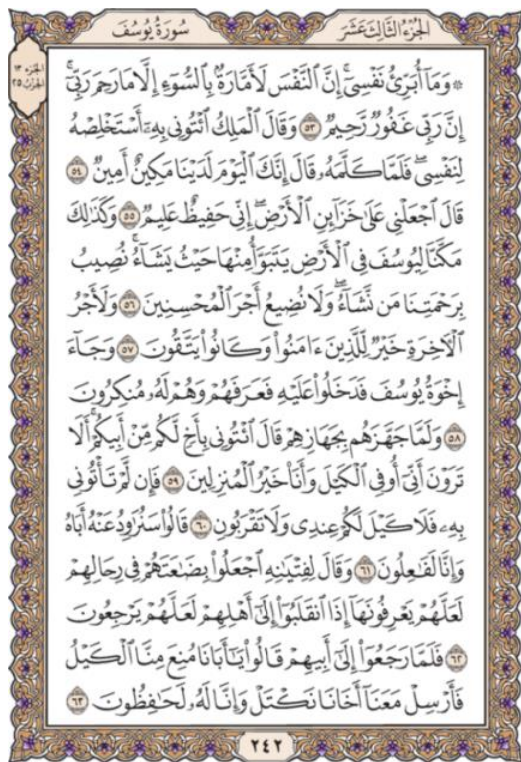 الجزء الثالث عشر
سورة يوسف
الجزء ١٣
الحزب ٢٥
۞ وَمَآ أُبَرِّئُ نَفْسِيٓۚ إِنَّ ٱلنَّفْسَ لَأَمَّارَةُۢ بِٱلسُّوٓءِ إِلَّا مَا رَحِمَ رَبِّيٓۚ
إِنَّ رَبِّي غَفُورٞ رَّحِيمٞ ٥٣ وَقَالَ ٱلْمَلِكُ ٱئْتُونِي بِهِۦٓ أَسْتَخْلِصْهُ
لِنَفْسِيۖ فَلَمَّا كَلَّمَهُۥ قَالَ إِنَّكَ ٱلْيَوْمَ لَدَيْنَا مَكِينٌ أَمِينٞ ٥٤
قَالَ ٱجْعَلْنِي عَلَىٰ خَزَآئِنِ ٱلْأَرْضِۖ إِنِّي حَفِيظٌ عَلِيمٞ ٥٥ وَكَذَٰلِكَ
مَكَّنَّا لِيُوسُفَ فِي ٱلْأَرْضِ يَتَبَوَّأُ مِنْهَا حَيْثُ يَشَآءُۚ نُصِيبُ
بِرَحْمَتِنَا مَن نَّشَآءُۖ وَلَا نُضِيعُ أَجْرَ ٱلْمُحْسِنِينَ ٥٦ وَلَأَجْرُ
ٱلْأٓخِرَةِ خَيْرٞ لِّلَّذِينَ ءَامَنُواْ وَكَانُواْ يَتَّقُونَ ٥٧ وَجَآءَ
إِخْوَةُ يُوسُفَ فَدَخَلُواْ عَلَيْهِ فَعَرَفَهُمْ وَهُمْ لَهُۥ مُنكِرُونَ
٥٨ وَلَمَّا جَهَّزَهُم بِجَهَازِهِمْ قَالَ ٱئْتُونِي بِأَخٖ لَّكُم مِّنْ أَبِيكُمْۚ أَلَا
تَرَوْنَ أَنِّيٓ أُوفِي ٱلْكَيْلَ وَأَنَا۠ خَيْرُ ٱلْمُنزِلِينَ ٥٩ فَإِن لَّمْ تَأْتُونِي
بِهِۦ فَلَا كَيْلَ لَكُمْ عِندِي وَلَا تَقْرَبُونِ ٦٠ قَالُواْ سَنُرَٰوِدُ عَنْهُ أَبَاهُ
وَإِنَّا لَفَٰعِلُونَ ٦١ وَقَالَ لِفِتْيَٰنِهِ ٱجْعَلُواْ بِضَٰعَتَهُمْ فِي رِحَالِهِمْ
لَعَلَّهُمْ يَعْرِفُونَهَآ إِذَا ٱنقَلَبُوٓاْ إِلَىٰٓ أَهْلِهِمْ لَعَلَّهُمْ يَرْجِعُونَ
٦٢ فَلَمَّا رَجَعُوٓاْ إِلَىٰٓ أَبِيهِمْ قَالُواْ يَٰٓأَبَانَا مُنِعَ مِنَّا ٱلْكَيْلُ
فَأَرْسِلْ مَعَنَآ أَخَانَا نَكْتَلْ وَإِنَّا لَهُۥ لَحَٰفِظُونَ ٦٣
٢٤٢